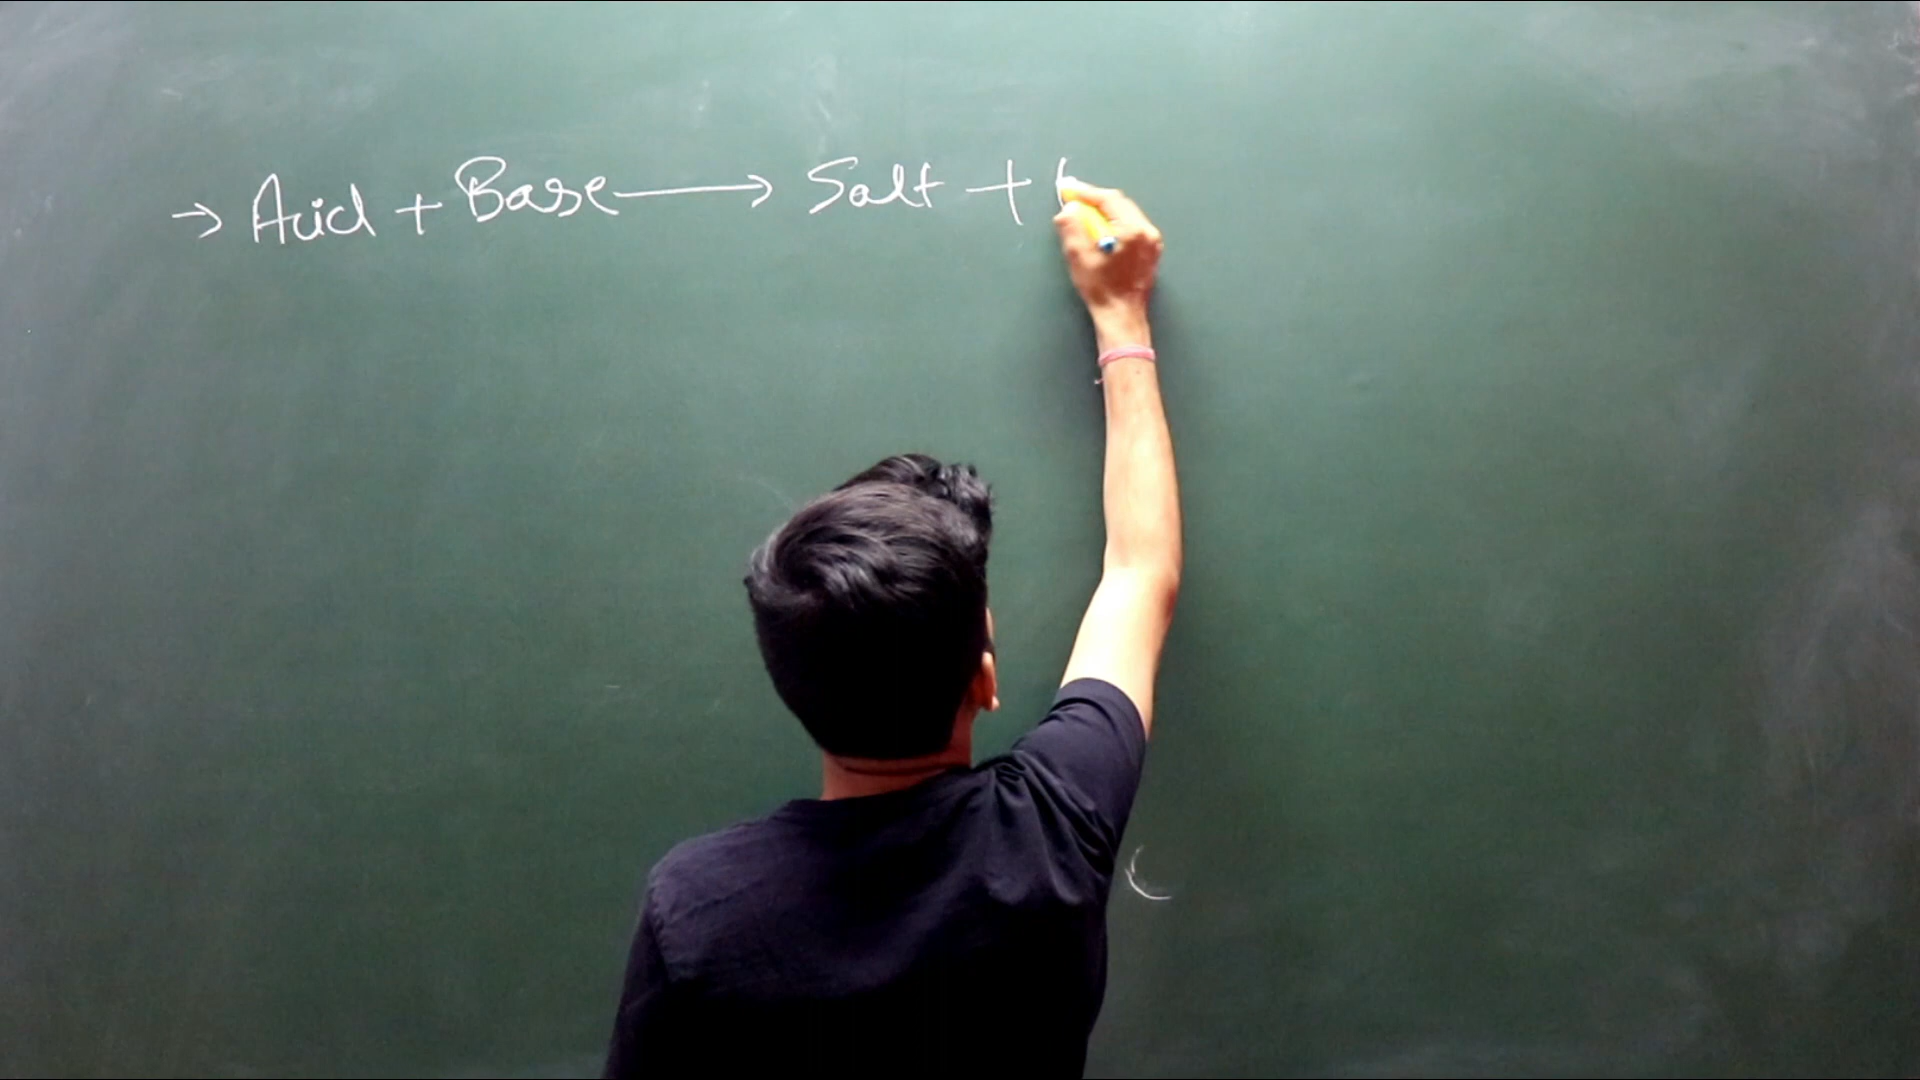 → Acid + Base ⟶ Salt +